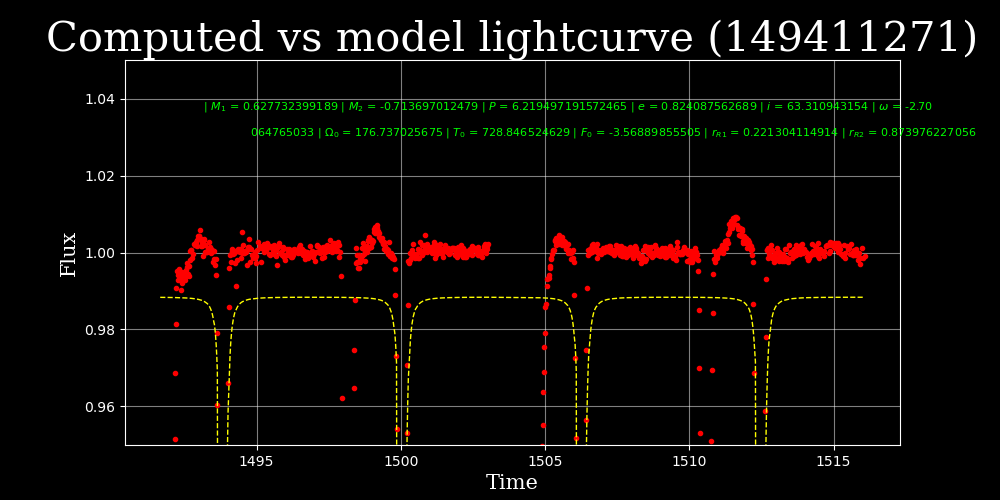 Computed vs model lightcurve (149411271)
| M₁ = 0.627732399189 | M₂ = -0.713697012479 | P = 6.219497191572465 | e = 0.824087562689 | i = 63.310943154 | ω = -2.70
064765033 | Ω₀ = 176.737025675 | T₀ = 728.846524629 | F₀ = -3.56889855505 | r_R1 = 0.221304114914 | r_R2 = 0.873976227056
1.04
1.02
1.00
0.98
0.96
Flux
1495 1500 1505 1510 1515
Time